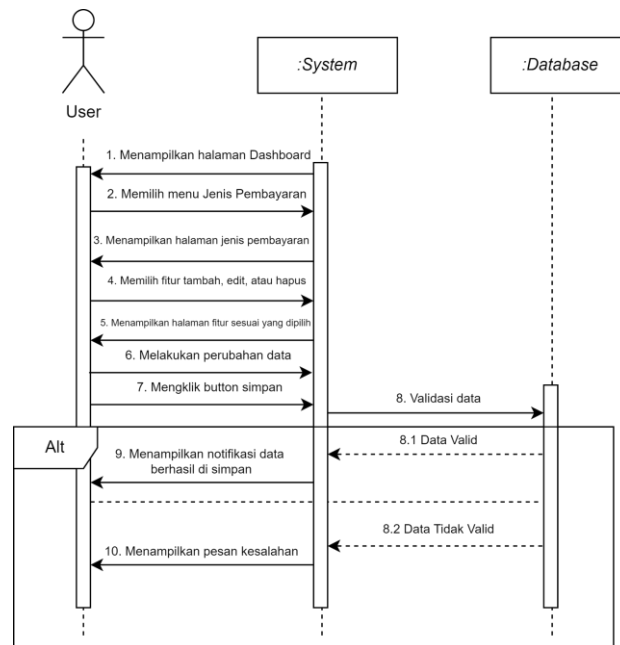 :System
:Database
User
1. Menampilkan halaman Dashboard
2. Memilih menu Jenis Pembayaran
3. Menampilkan halaman jenis pembayaran
4. Memilih fitur tambah, edit, atau hapus
5. Menampilkan halaman fitur sesuai yang dipilih
6. Melakukan perubahan data
7. Mengklik button simpan
8. Validasi data
Alt
8.1 Data Valid
9. Menampilkan notifikasi data
berhasil di simpan
8.2 Data Tidak Valid
10. Menampilkan pesan kesalahan